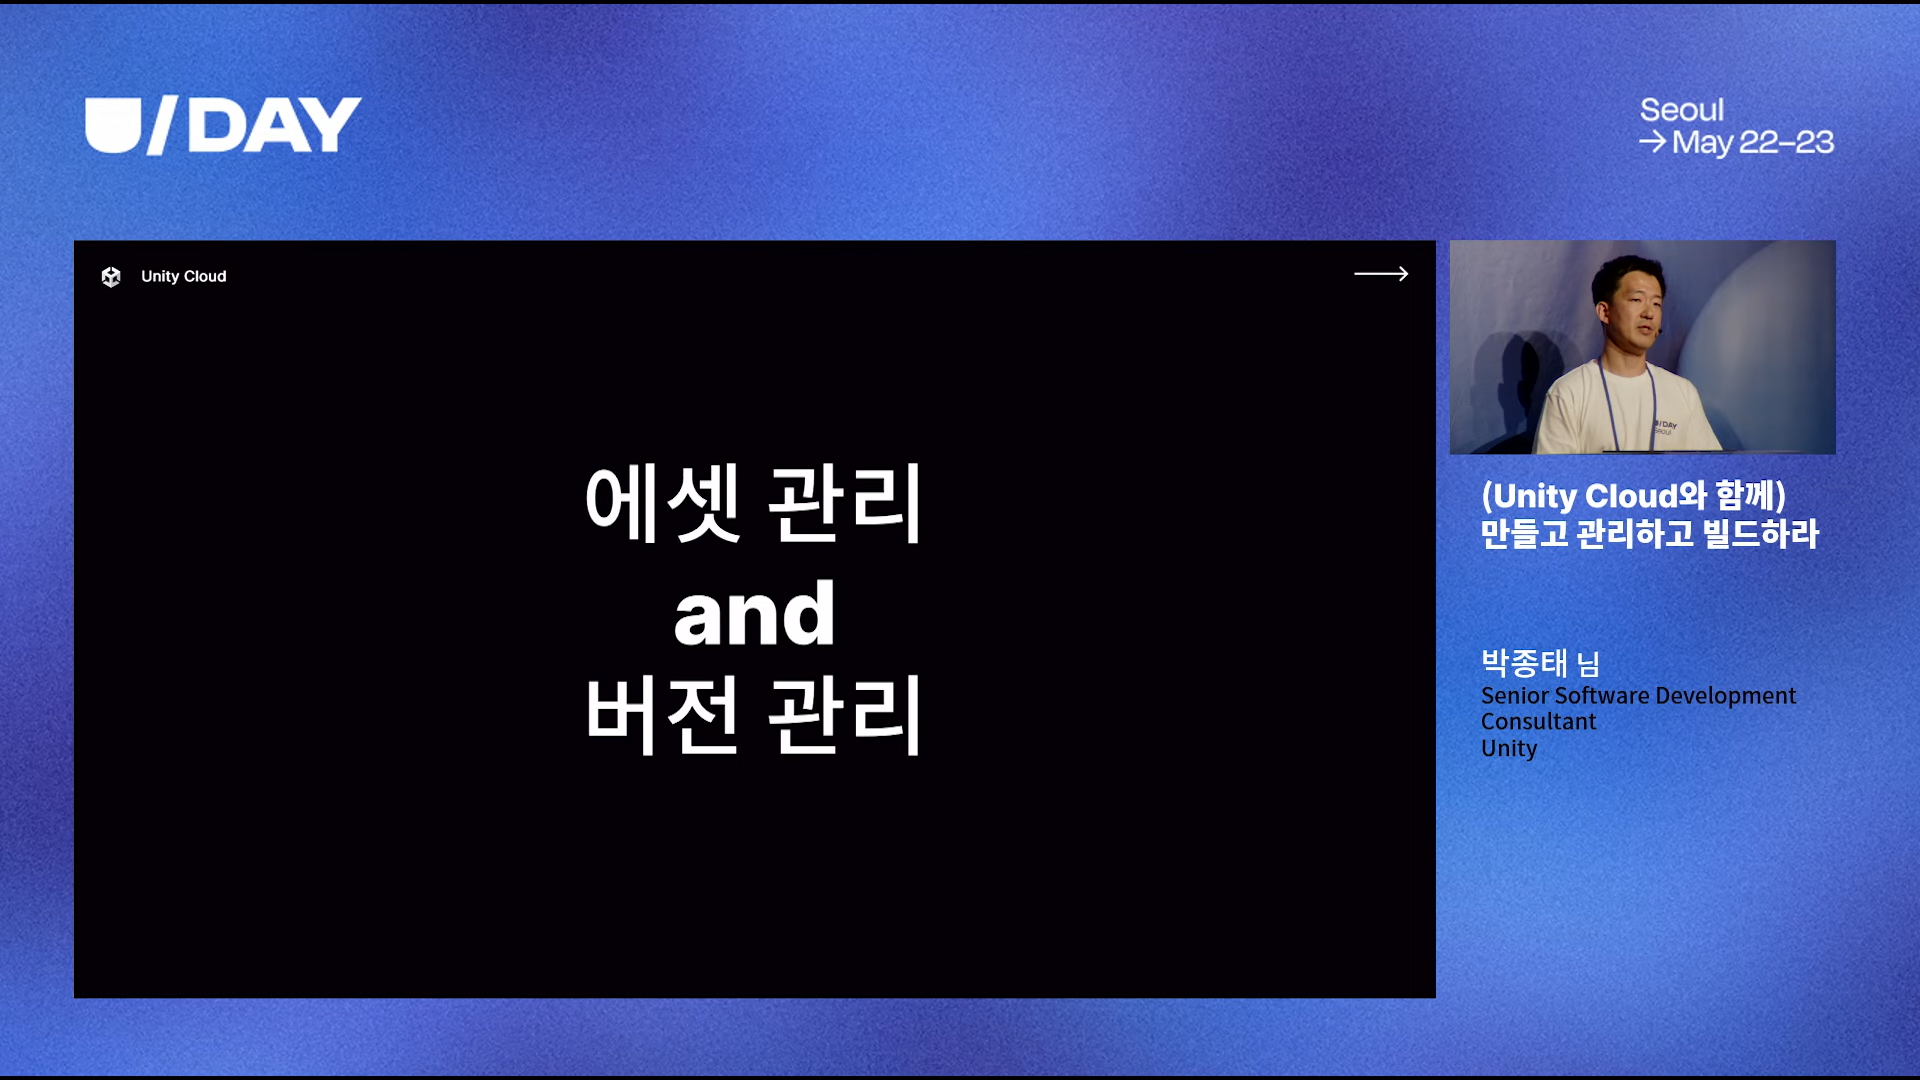 U/DAY
Seoul
→ May 22–23
Unity Cloud
에셋 관리
and
버전 관리
U/DAY
Seoul
(Unity Cloud와 함께)
만들고 관리하고 빌드하라
박종태 님
Senior Software Development
Consultant
Unity